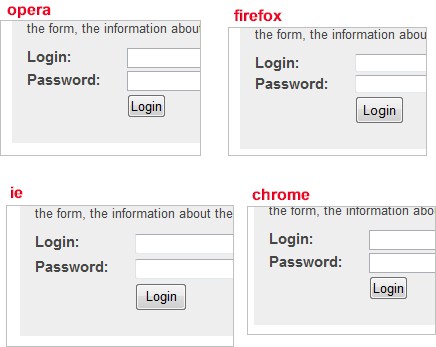 opera
the form, the information about
Login:
Password:
Login
firefox
the form, the information abou
Login:
Password:
Login
ie
the form, the information about the
Login:
Password:
Login
chrome
the form, the information abo
Login:
Password:
Login